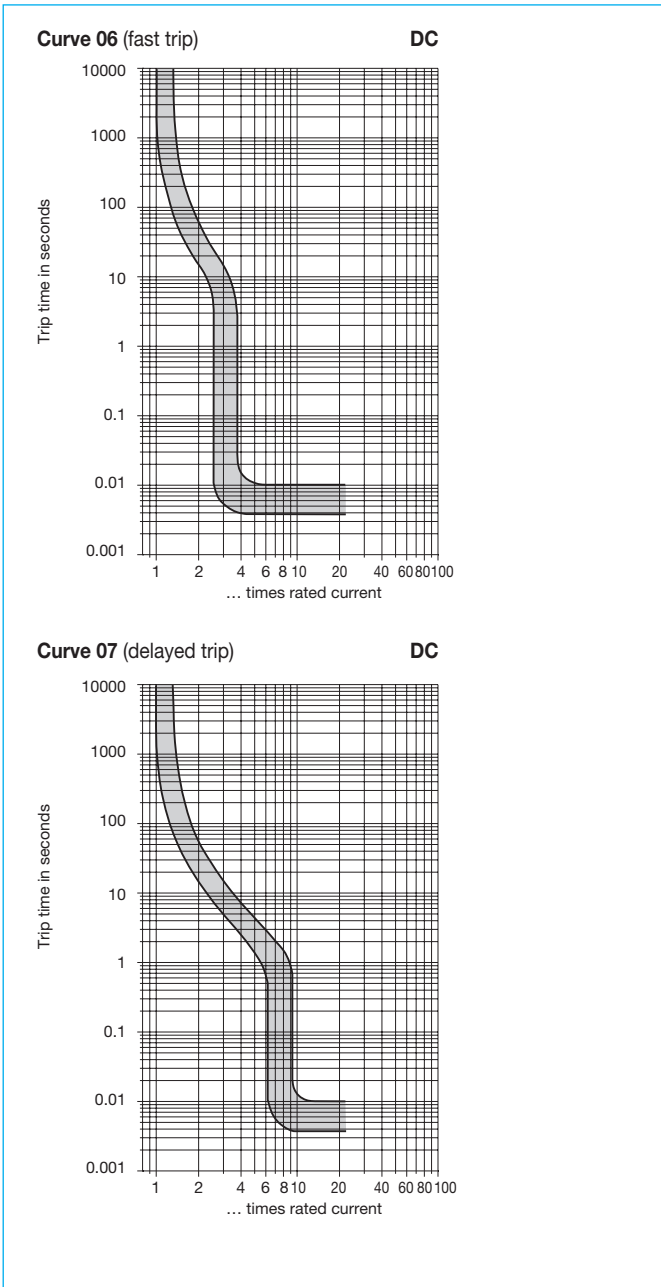 Curve 06 (fast trip) DC
10000
1000
100
10
1
0.1
0.01
0.001
Trip time in seconds
1 2 4 6 8 10 20 40 60 80 100
... times rated current
Curve 07 (delayed trip) DC
10000
1000
100
10
1
0.1
0.01
0.001
Trip time in seconds
1 2 4 6 8 10 20 40 60 80 100
... times rated current